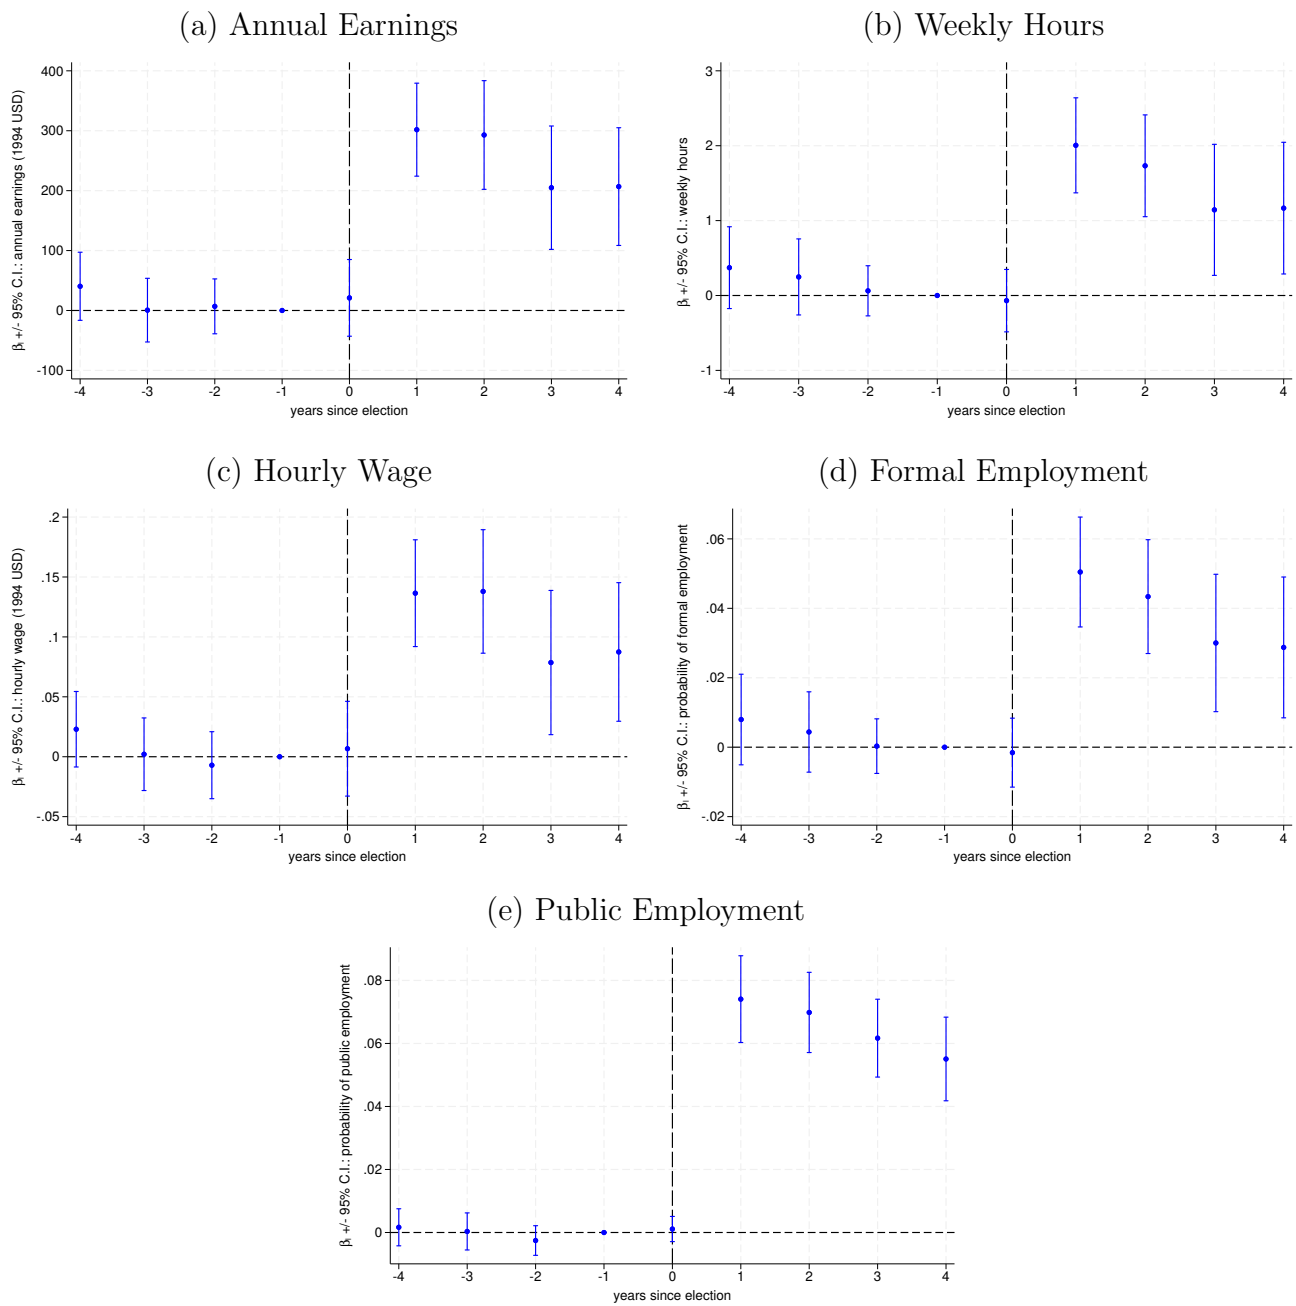 (a) Annual Earnings
β_i +/- 95% C.I.: annual earnings (1994 USD)
400
300
200
100
0
-100
-4 -3 -2 -1 0 1 2 3 4
years since election
(b) Weekly Hours
β_i +/- 95% C.I.: weekly hours
3
2
1
0
-1
-4 -3 -2 -1 0 1 2 3 4
years since election
(c) Hourly Wage
β_i +/- 95% C.I.: hourly wage (1994 USD)
.2
.15
.1
.05
0
-.05
-4 -3 -2 -1 0 1 2 3 4
years since election
(d) Formal Employment
β_i +/- 95% C.I.: probability of formal employment
.06
.04
.02
0
-.02
-4 -3 -2 -1 0 1 2 3 4
years since election
(e) Public Employment
β_i +/- 95% C.I.: probability of public employment
.08
.06
.04
.02
0
-4 -3 -2 -1 0 1 2 3 4
years since election